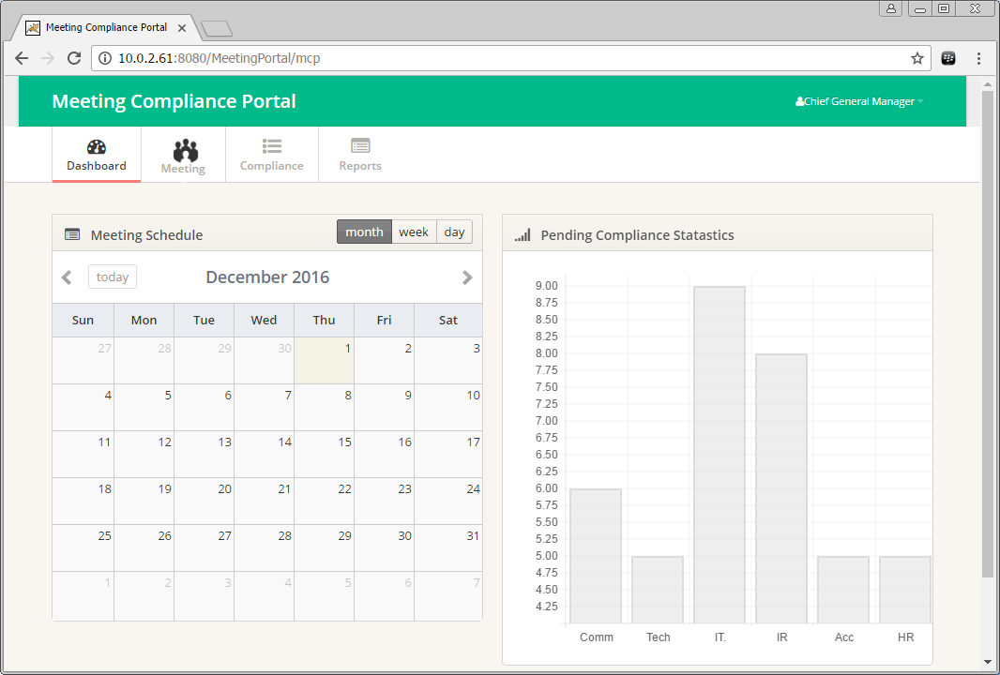 Meeting Compliance Portal
10.0.2.61:8080/MeetingPortal/mcp
Meeting Compliance Portal
Chief General Manager
Dashboard
Meeting
Compliance
Reports
Meeting Schedule
month week day
today
December 2016
Sun Mon Tue Wed Thu Fri Sat
27 28 29 30 1 2 3
4 5 6 7 8 9 10
11 12 13 14 15 16 17
18 19 20 21 22 23 24
25 26 27 28 29 30 31
1 2 3 4 5 6 7
Pending Compliance Statastics
9.00
8.75
8.50
8.25
8.00
7.75
7.50
7.25
7.00
6.75
6.50
6.25
6.00
5.75
5.50
5.25
5.00
4.75
4.50
4.25
Comm Tech IT. IR Acc HR